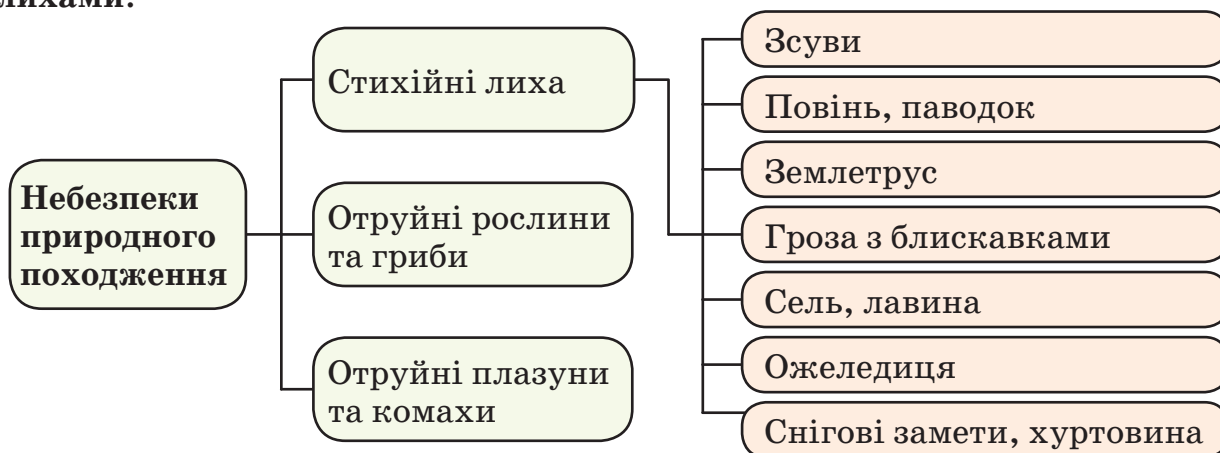 Небезпеки
природного
походження
Стихійні лиха
Отруйні рослини
та гриби
Отруйні плазуни
та комахи
Зсуви
Повінь, паводок
Землетрус
Гроза з блискавками
Сель, лавина
Ожеледиця
Снігові замети, хуртовина